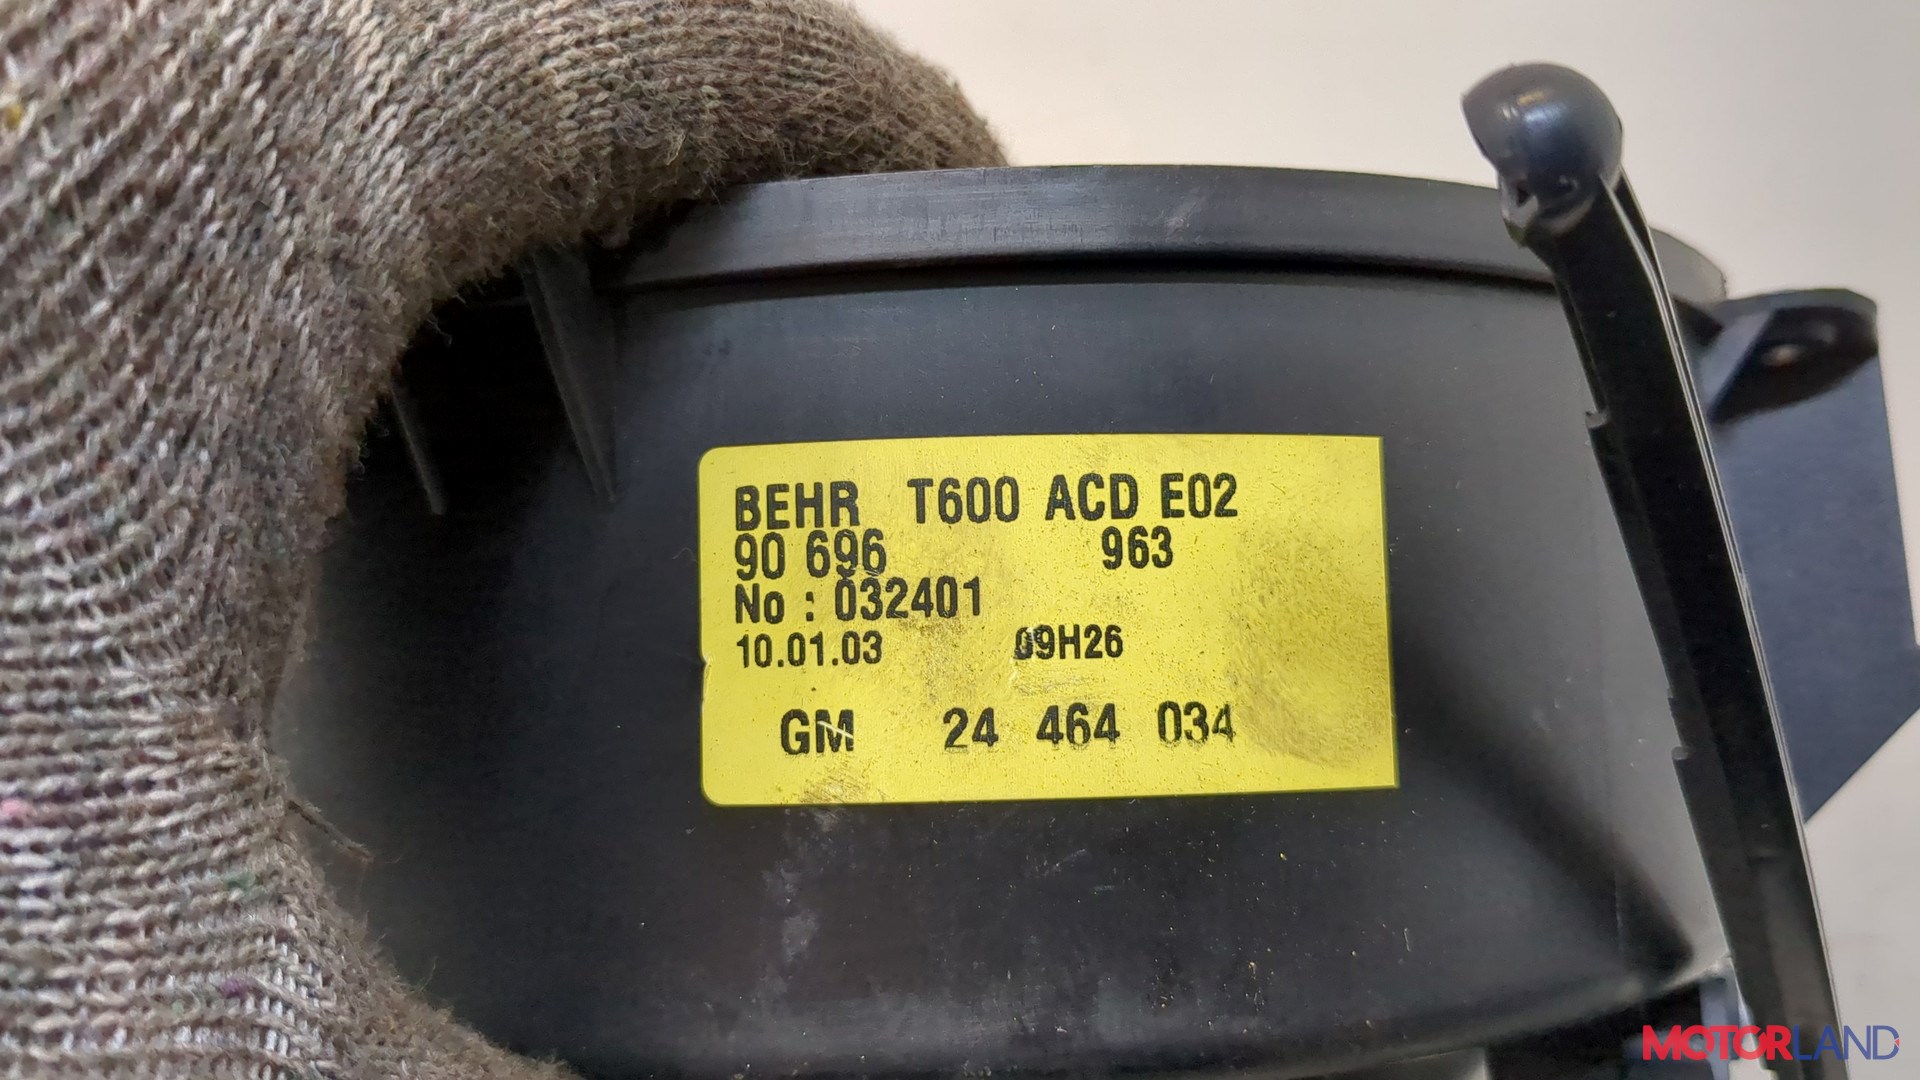 BEHR T600 ACD E02
90 696 963
No : 032401
10.01.03 09H26
GM 24 464 034
MOTORLAND